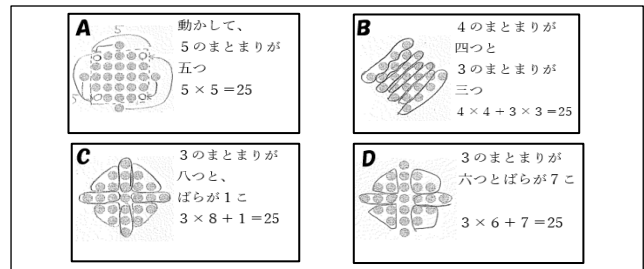 A
5
5
動かして、
5のまとまりが
五つ
5×5=25
B
4のまとまりが
四つと
3のまとまりが
三つ
4×4+3×3=25
C
3のまとまりが
八つと、
ばらが1こ
3×8+1=25
D
3のまとまりが
六つとばらが7こ
3×6+7=25